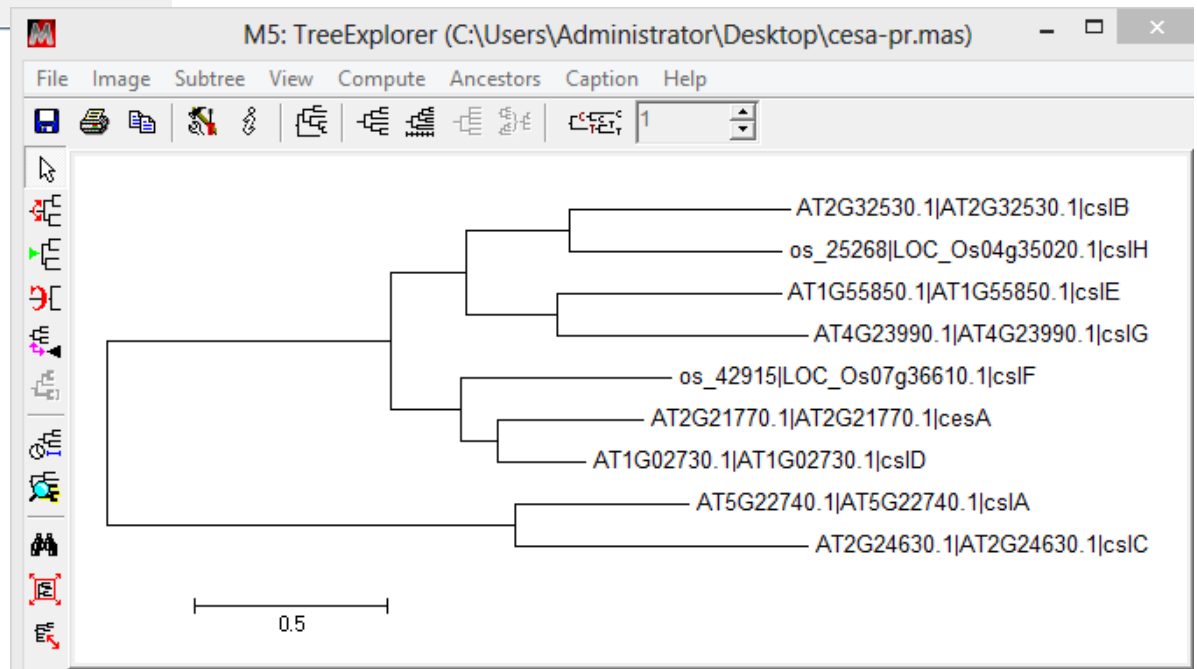 M5: TreeExplorer (C:\Users\Administrator\Desktop\cesa-pr.mas)
File Image Subtree View Compute Ancestors Caption Help
1
AT2G32530.1|AT2G32530.1|cslB
os_25268|LOC_Os04g35020.1|cslH
AT1G55850.1|AT1G55850.1|cslE
AT4G23990.1|AT4G23990.1|cslG
os_42915|LOC_Os07g36610.1|cslF
AT2G21770.1|AT2G21770.1|cesA
AT1G02730.1|AT1G02730.1|cslD
AT5G22740.1|AT5G22740.1|cslA
AT2G24630.1|AT2G24630.1|cslC
0.5